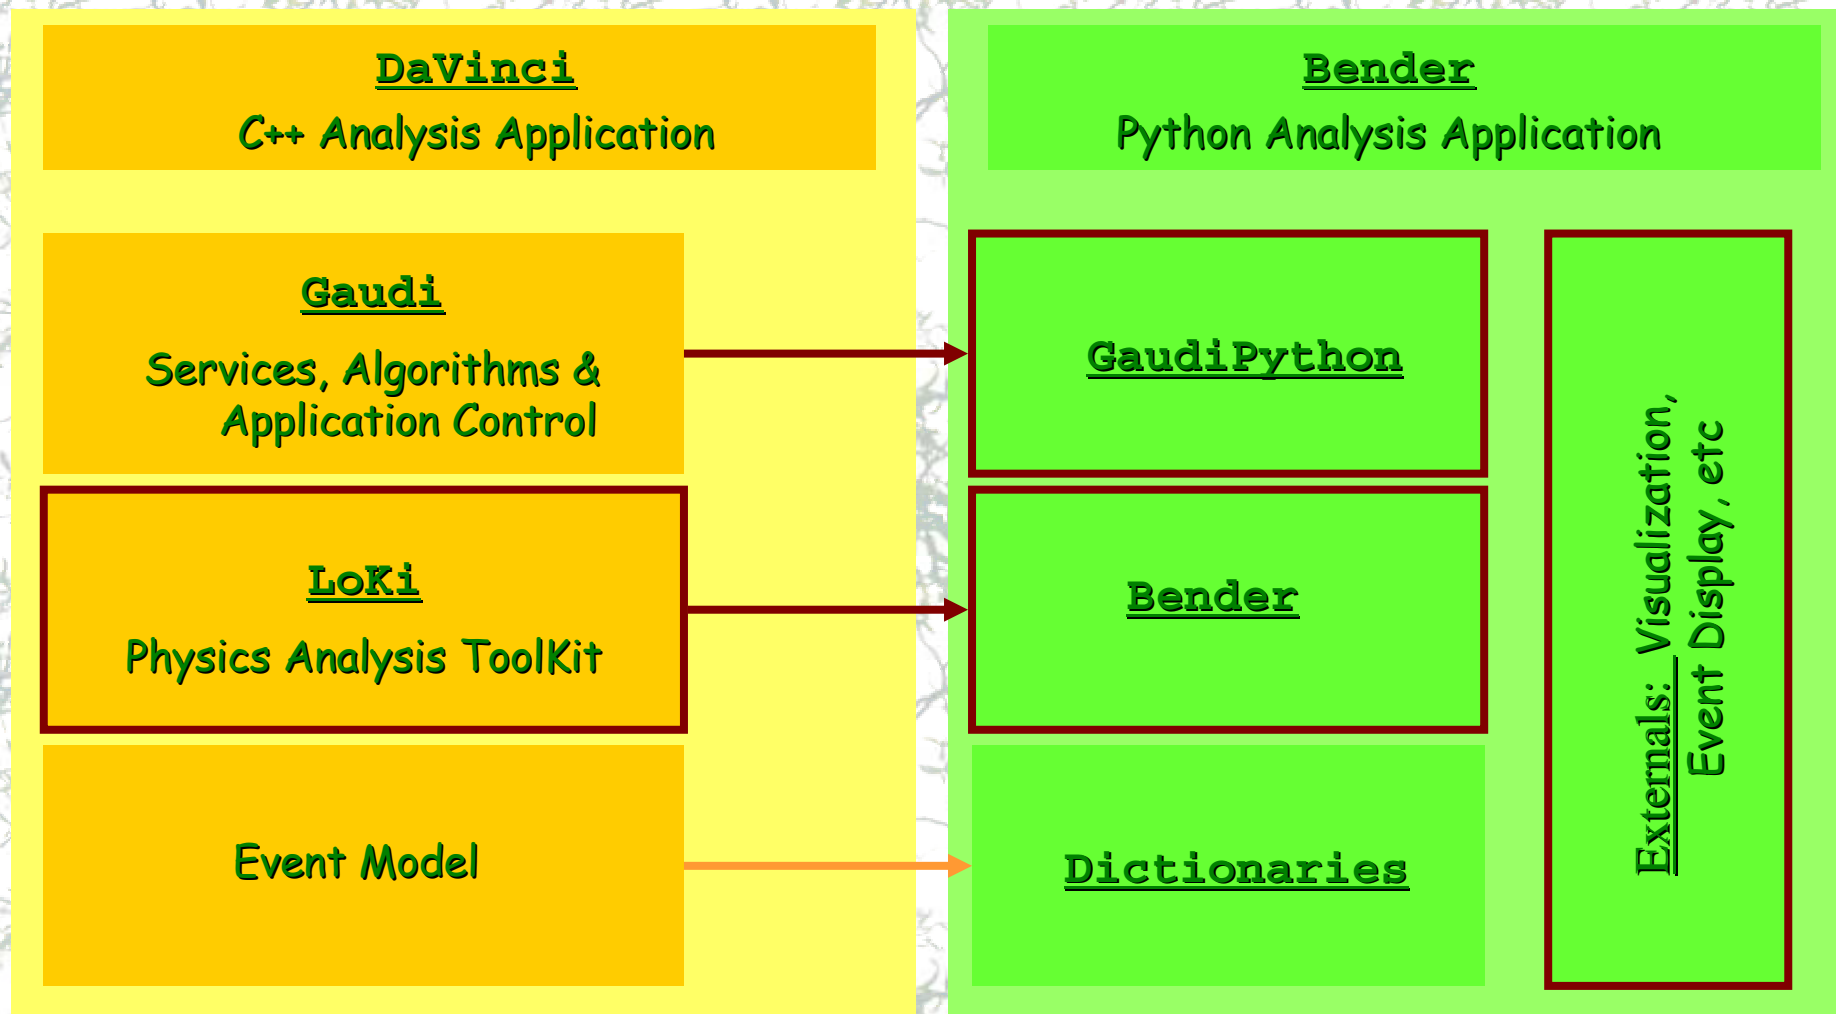 DaVinci
C++ Analysis Application
Gaudi
Services, Algorithms &
Application Control
LoKi
Physics Analysis ToolKit
Event Model
Bender
Python Analysis Application
GaudiPython
Bender
Dictionaries
Externals: Visualization,
Event Display, etc